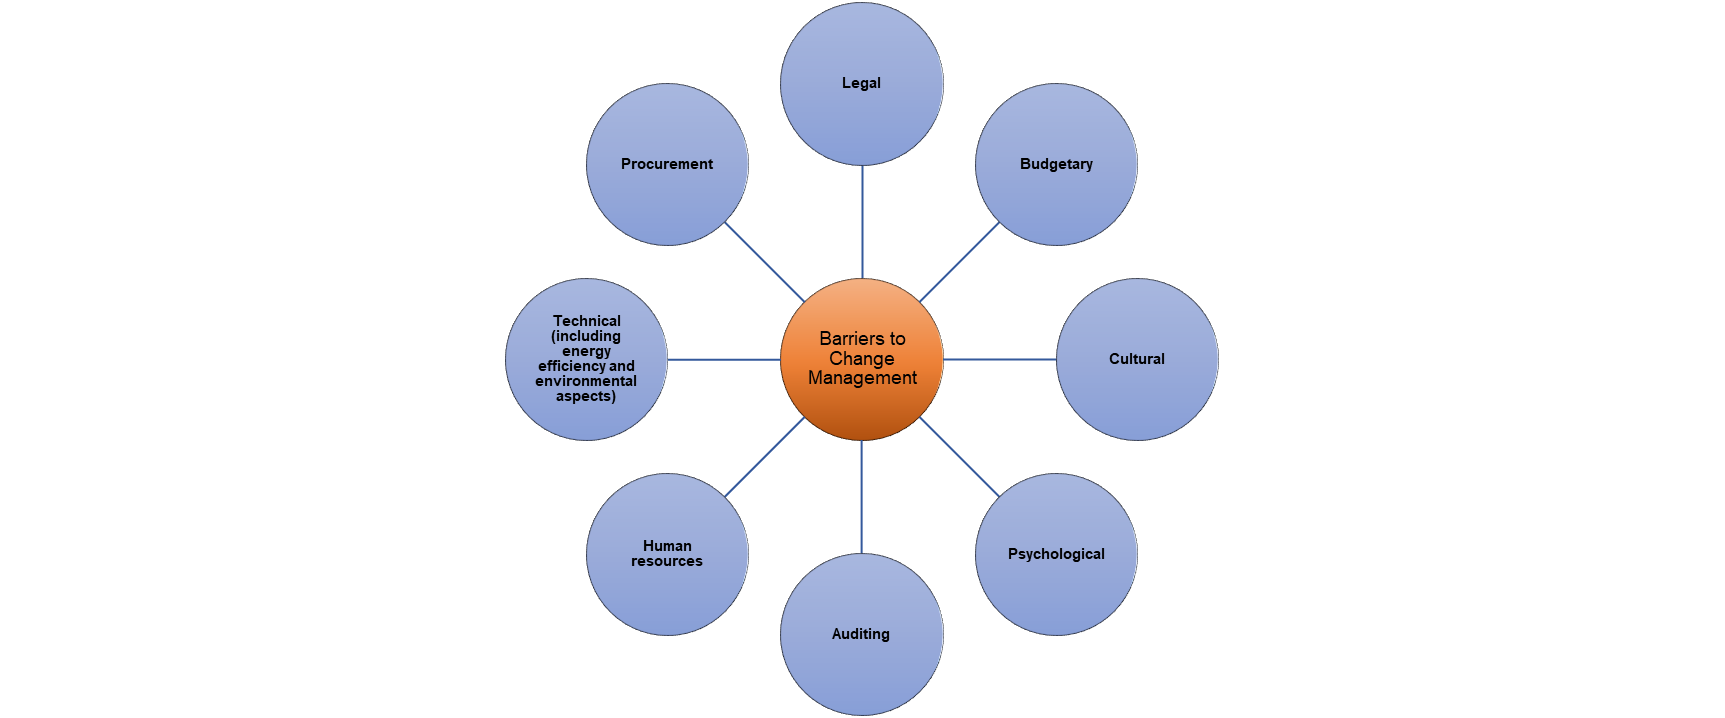 Legal
Procurement
Budgetary
Technical
(including
energy
efficiency and
environmental
aspects)
Barriers to
Change
Management
Cultural
Human
resources
Psychological
Auditing